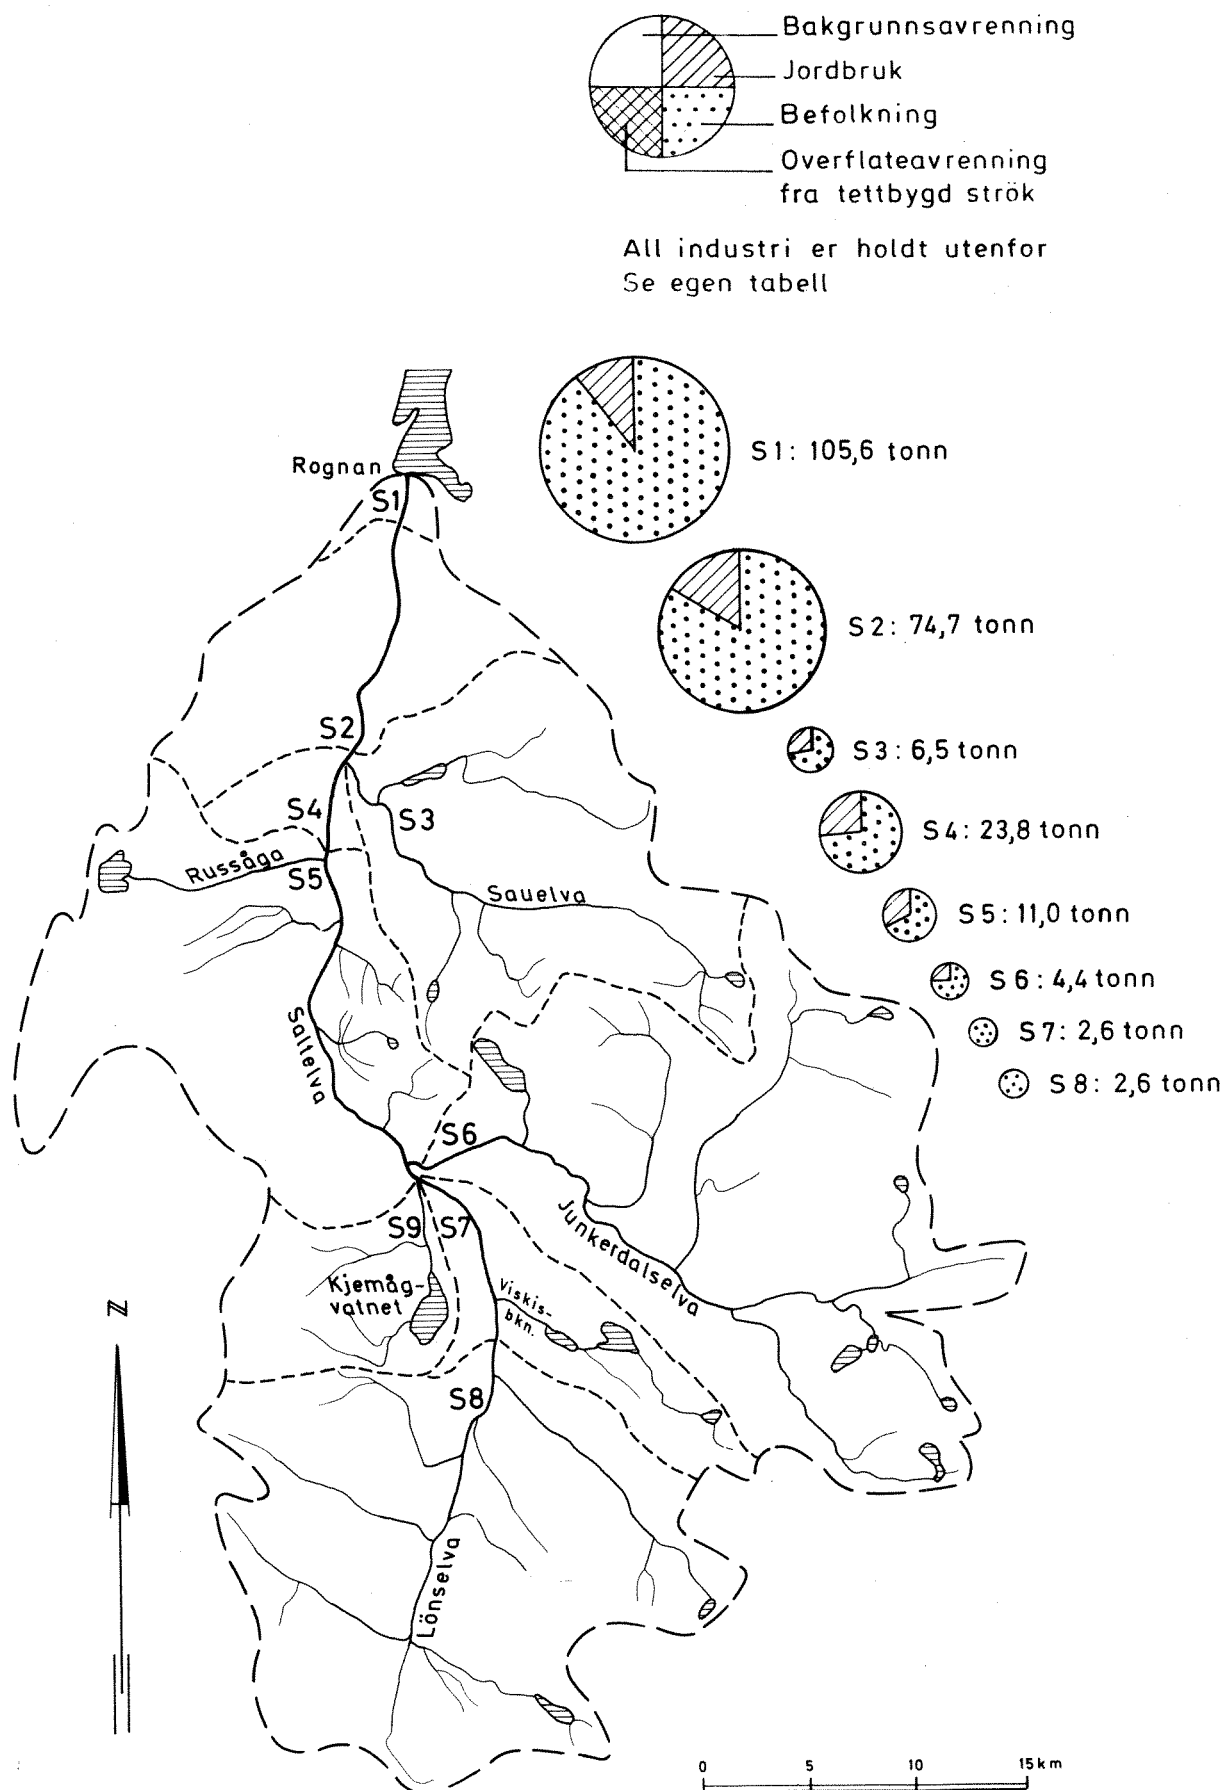 Bakgrunnsavrenning
Jordbruk
Befolkning
Overflateavrenning
fra tettbygd strök
All industri er holdt utenfor
Se egen tabell
S1: 105,6 tonn
Rognan
S1
S2: 74,7 tonn
S2
S3: 6,5 tonn
S4
S3
S4: 23,8 tonn
Russåga
S5
Sauelva
S5: 11,0 tonn
S6: 4,4 tonn
Saltelva
S7: 2,6 tonn
S8: 2,6 tonn
S6
S9
S7
Junkerdalselva
Kjemåg-
vatnet
Viskis-
bkn.
N
S8
Lönselva
0 5 10 15 km